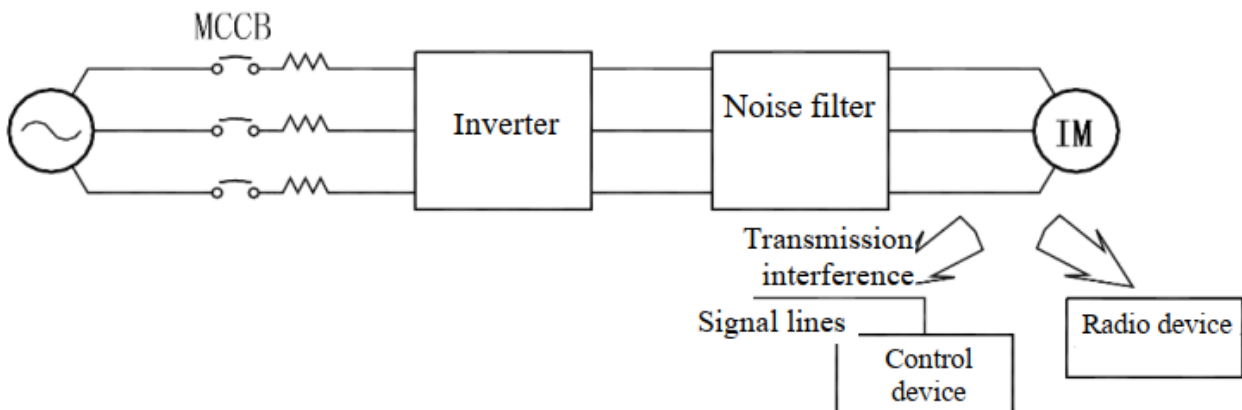 MCCB
Inverter
Noise filter
IM
Transmission
interference
Signal lines
Control
device
Radio device